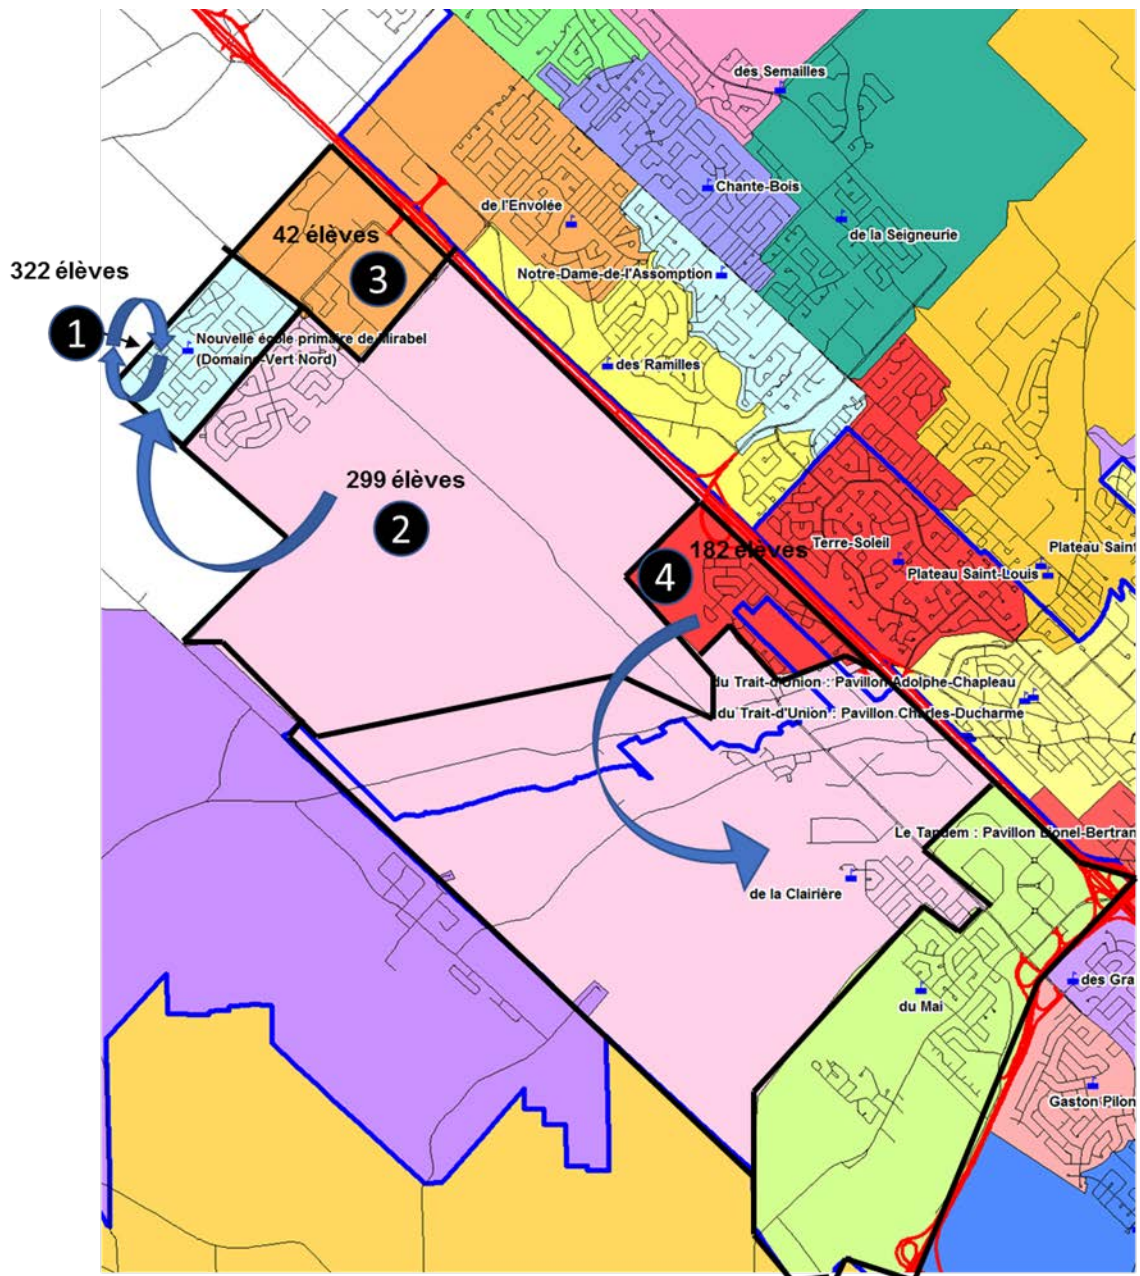 des Semailles
Chante-Bois
de l'Envolée
de la Seigneurie
42 élèves
322 élèves
3
Notre-Dame-de-l'Assomption
1
Nouvelle école primaire de Mirabel
(Domaine-Vert Nord)
des Ramilles
299 élèves
2
182 élèves
Terre-Soleil
Plateau Saint
4
Plateau Saint-Louis
du Trait-d'Union : Pavillon Adolphe-Chapleau
du Trait-d'Union : Pavillon Charles-Ducharme
Le Tandem : Pavillon Lionel-Bertran
de la Clairière
des Gra
du Mai
Gaston Pilon